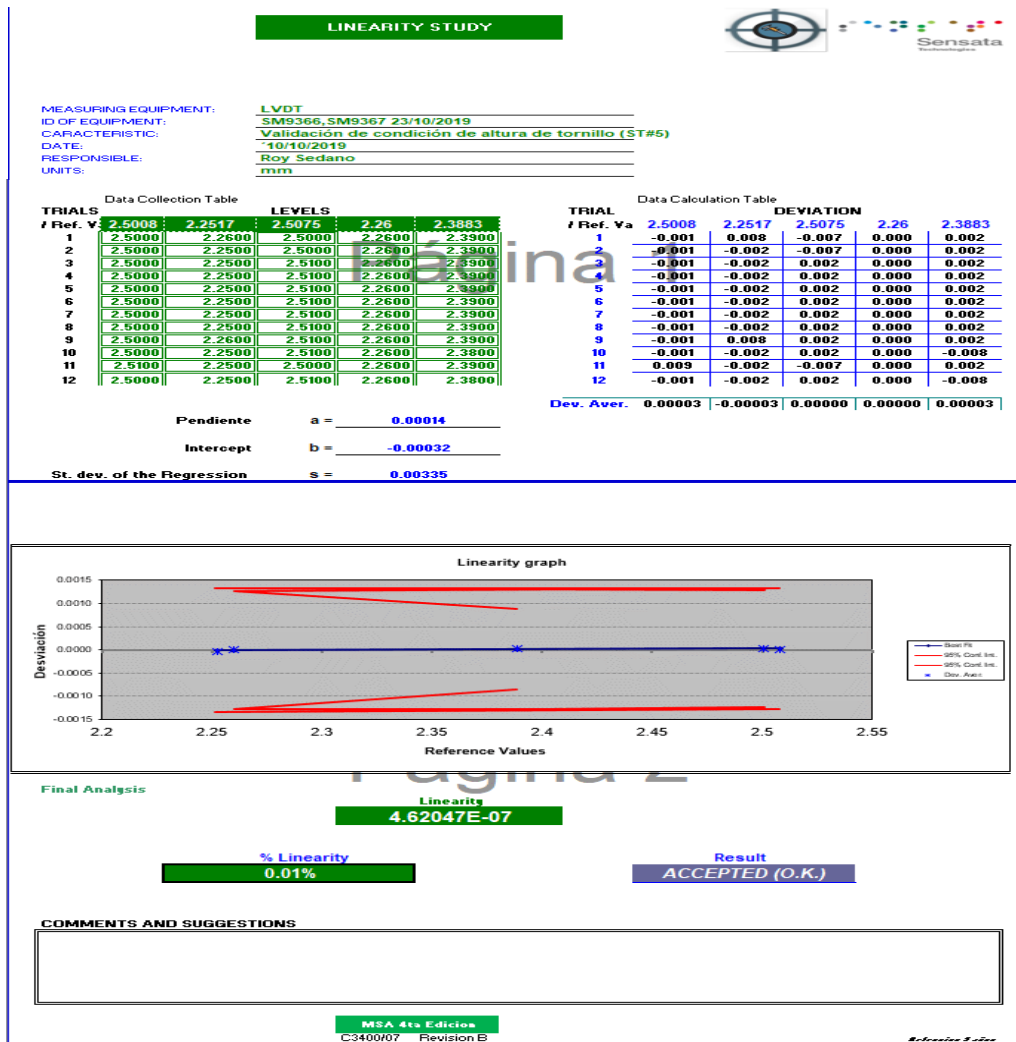 LINEARITY STUDY
Sensata
Technologies
MEASURING EQUIPMENT: LVDT
ID OF EQUIPMENT: SM9366,SM9367 23/10/2019
CARACTERISTIC: Validación de condición de altura de tornillo (ST#5)
DATE: ¨10/10/2019
RESPONSIBLE: Roy Sedano
UNITS: mm
Data Collection Table Data Calculation Table
TRIALS LEVELS TRIAL DEVIATION
/ Ref. V 2.5008 2.2517 2.5075 2.26 2.3883 / Ref. Va 2.5008 2.2517 2.5075 2.26 2.3883
1 2.5000 2.2600 2.5000 2.2600 2.3900 1 -0.001 0.008 -0.007 0.000 0.002
2 2.5000 2.2500 2.5000 2.2600 2.3900 2 -0.001 -0.002 -0.007 0.000 0.002
3 2.5000 2.2500 2.5100 2.2600 2.3900 3 -0.001 -0.002 0.002 0.000 0.002
4 2.5000 2.2500 2.5100 2.2600 2.3900 4 -0.001 -0.002 0.002 0.000 0.002
5 2.5000 2.2500 2.5100 2.2600 2.3900 5 -0.001 -0.002 0.002 0.000 0.002
6 2.5000 2.2500 2.5100 2.2600 2.3900 6 -0.001 -0.002 0.002 0.000 0.002
7 2.5000 2.2500 2.5100 2.2600 2.3900 7 -0.001 -0.002 0.002 0.000 0.002
8 2.5000 2.2500 2.5100 2.2600 2.3900 8 -0.001 -0.002 0.002 0.000 0.002
9 2.5000 2.2600 2.5100 2.2600 2.3900 9 -0.001 0.008 0.002 0.000 0.002
10 2.5000 2.2500 2.5100 2.2600 2.3800 10 -0.001 -0.002 0.002 0.000 -0.008
11 2.5100 2.2500 2.5000 2.2600 2.3900 11 0.009 -0.002 -0.007 0.000 0.002
12 2.5000 2.2500 2.5100 2.2600 2.3800 12 -0.001 -0.002 0.002 0.000 -0.008
Página 1
Dev. Aver. 0.00003 -0.00003 0.00000 0.00000 0.00003
Pendiente a = 0.00014
Intercept b = -0.00032
St. dev. of the Regression s = 0.00335
Linearity graph
0.0015
0.0010
0.0005
0.0000
-0.0005
-0.0010
-0.0015
Desviación
2.2 2.25 2.3 2.35 2.4 2.45 2.5 2.55
Reference Values
Best Fit
95% Conf. Int.
95% Conf. Int.
Dev. Aver.
Página 2
Final Analysis
Linearity
4.62047E-07
% Linearity Result
0.01% ACCEPTED (O.K.)
COMMENTS AND SUGGESTIONS
MSA 4ta Edicion
C3400/07 Revision B